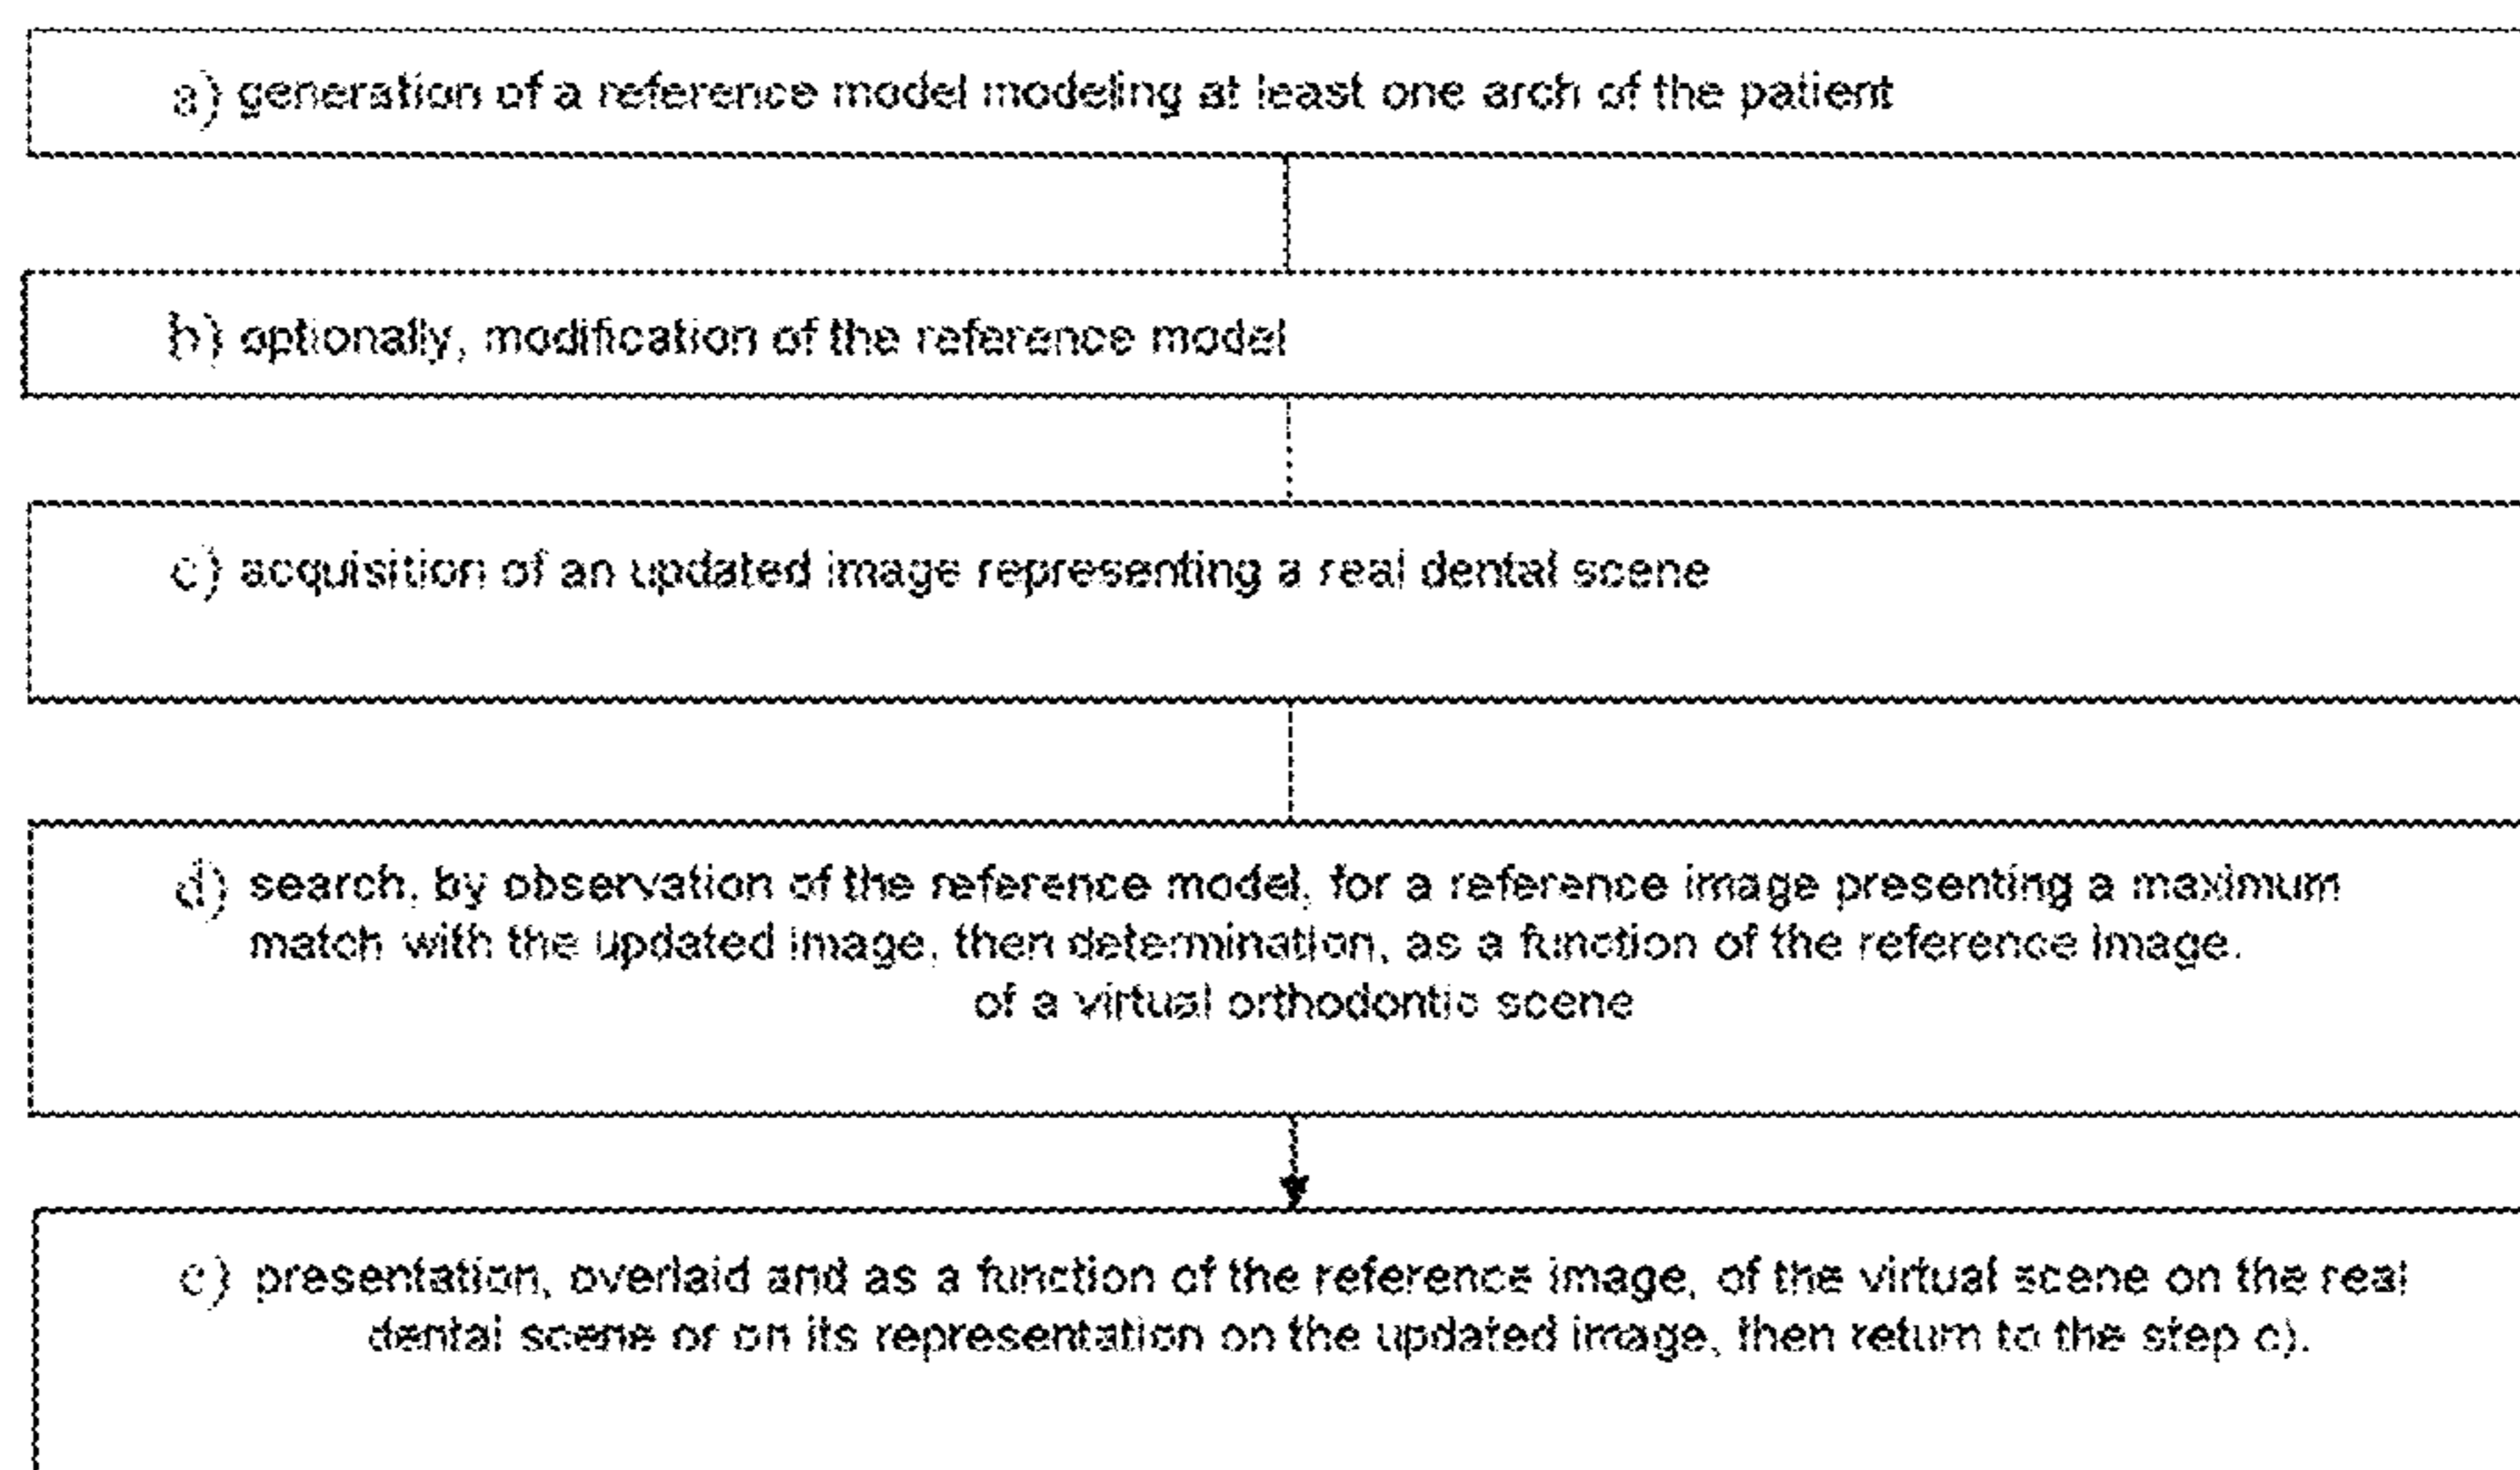 a) generation of a reference model modeling at least one arch of the patient
b) optionally, modification of the reference model
c) acquisition of an updated image representing a real dental scene
d) search, by observation of the reference model, for a reference image presenting a maximum
match with the updated image, then determination, as a function of the reference image,
of a virtual orthodontic scene
e) presentation, overlaid and as a function of the reference image, of the virtual scene on the real
dental scene or on its representation on the updated image, then return to the step c).